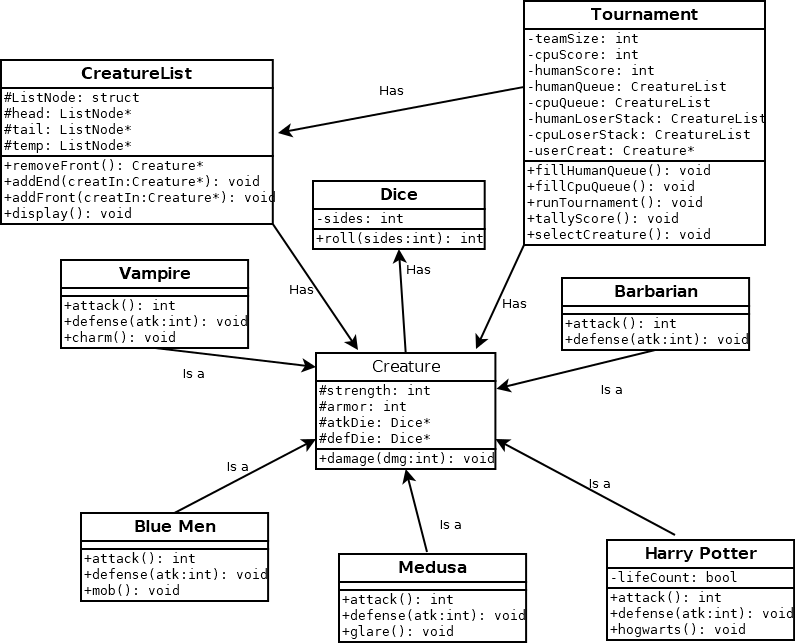 Tournament
-teamSize: int
-cpuScore: int
-humanScore: int
-humanQueue: CreatureList
-cpuQueue: CreatureList
-humanLoserStack: CreatureList
-cpuLoserStack: CreatureList
-userCreat: Creature*
+fillHumanQueue(): void
+fillCpuQueue(): void
+runTournament(): void
+tallyScore(): void
+selectCreature(): void
CreatureList
#ListNode: struct
#head: ListNode*
#tail: ListNode*
#temp: ListNode*
+removeFront(): Creature*
+addEnd(creatIn:Creature*): void
+addFront(creatIn:Creature*): void
+display(): void
Has
Dice
-sides: int
+roll(sides:int): int
Has
Has
Has
Vampire
+attack(): int
+defense(atk:int): void
+charm(): void
Is a
Barbarian
+attack(): int
+defense(atk:int): void
Is a
Creature
#strength: int
#armor: int
#atkDie: Dice*
#defDie: Dice*
+damage(dmg:int): void
Is a
Is a
Is a
Blue Men
+attack(): int
+defense(atk:int): void
+mob(): void
Medusa
+attack(): int
+defense(atk:int): void
+glare(): void
Harry Potter
-lifeCount: bool
+attack(): int
+defense(atk:int): void
+hogwarts(): void